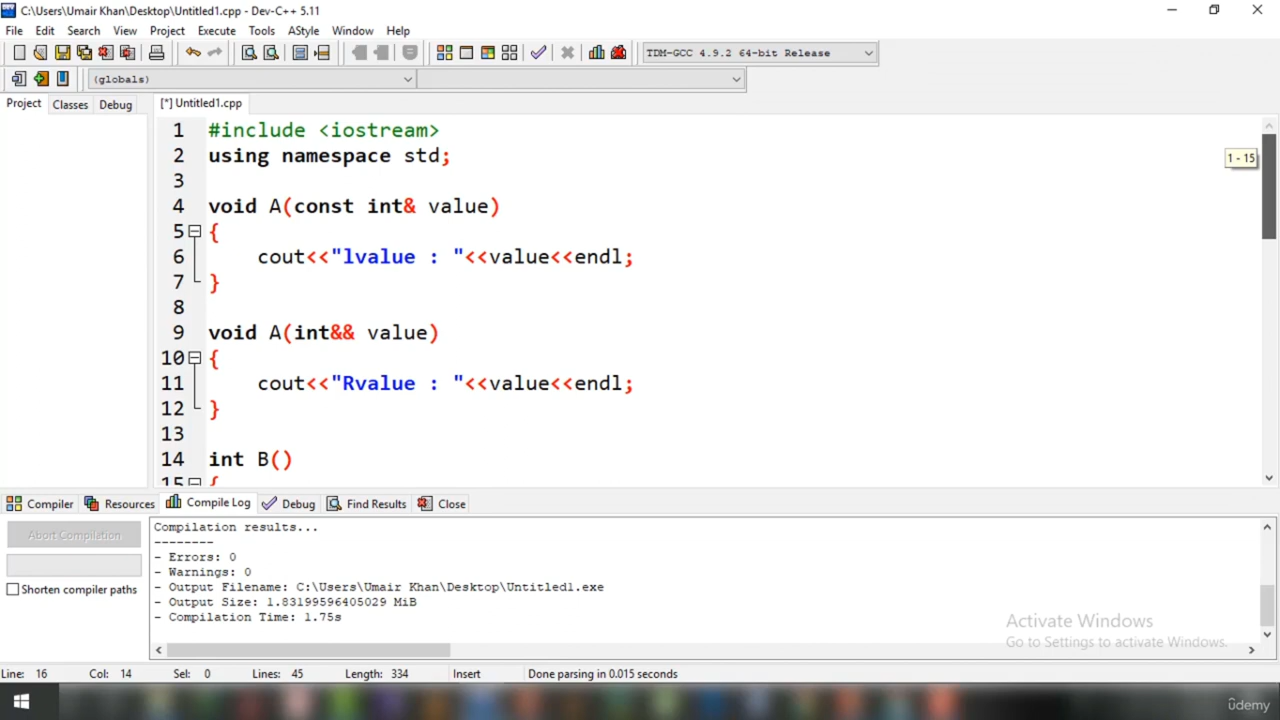 C:\Users\Umair Khan\Desktop\Untitled1.cpp - Dev-C++ 5.11
File Edit Search View Project Execute Tools AStyle Window Help
TDM-GCC 4.9.2 64-bit Release
(globals)
Project Classes Debug [*] Untitled1.cpp
1 #include <iostream>
2 using namespace std;
3
4 void A(const int& value)
5 {
6 cout<<"lvalue : "<<value<<endl;
7 }
8
9 void A(int&& value)
10 {
11 cout<<"Rvalue : "<<value<<endl;
12 }
13
14 int B()
15 {
1 - 15
Compiler Resources Compile Log Debug Find Results Close
Abort Compilation
Shorten compiler paths
Compilation results...
--------
- Errors: 0
- Warnings: 0
- Output Filename: C:\Users\Umair Khan\Desktop\Untitled1.exe
- Output Size: 1.83199596405029 MiB
- Compilation Time: 1.75s
Activate Windows
Go to Settings to activate Windows.
Line: 16 Col: 14 Sel: 0 Lines: 45 Length: 334 Insert Done parsing in 0.015 seconds
ûdemy